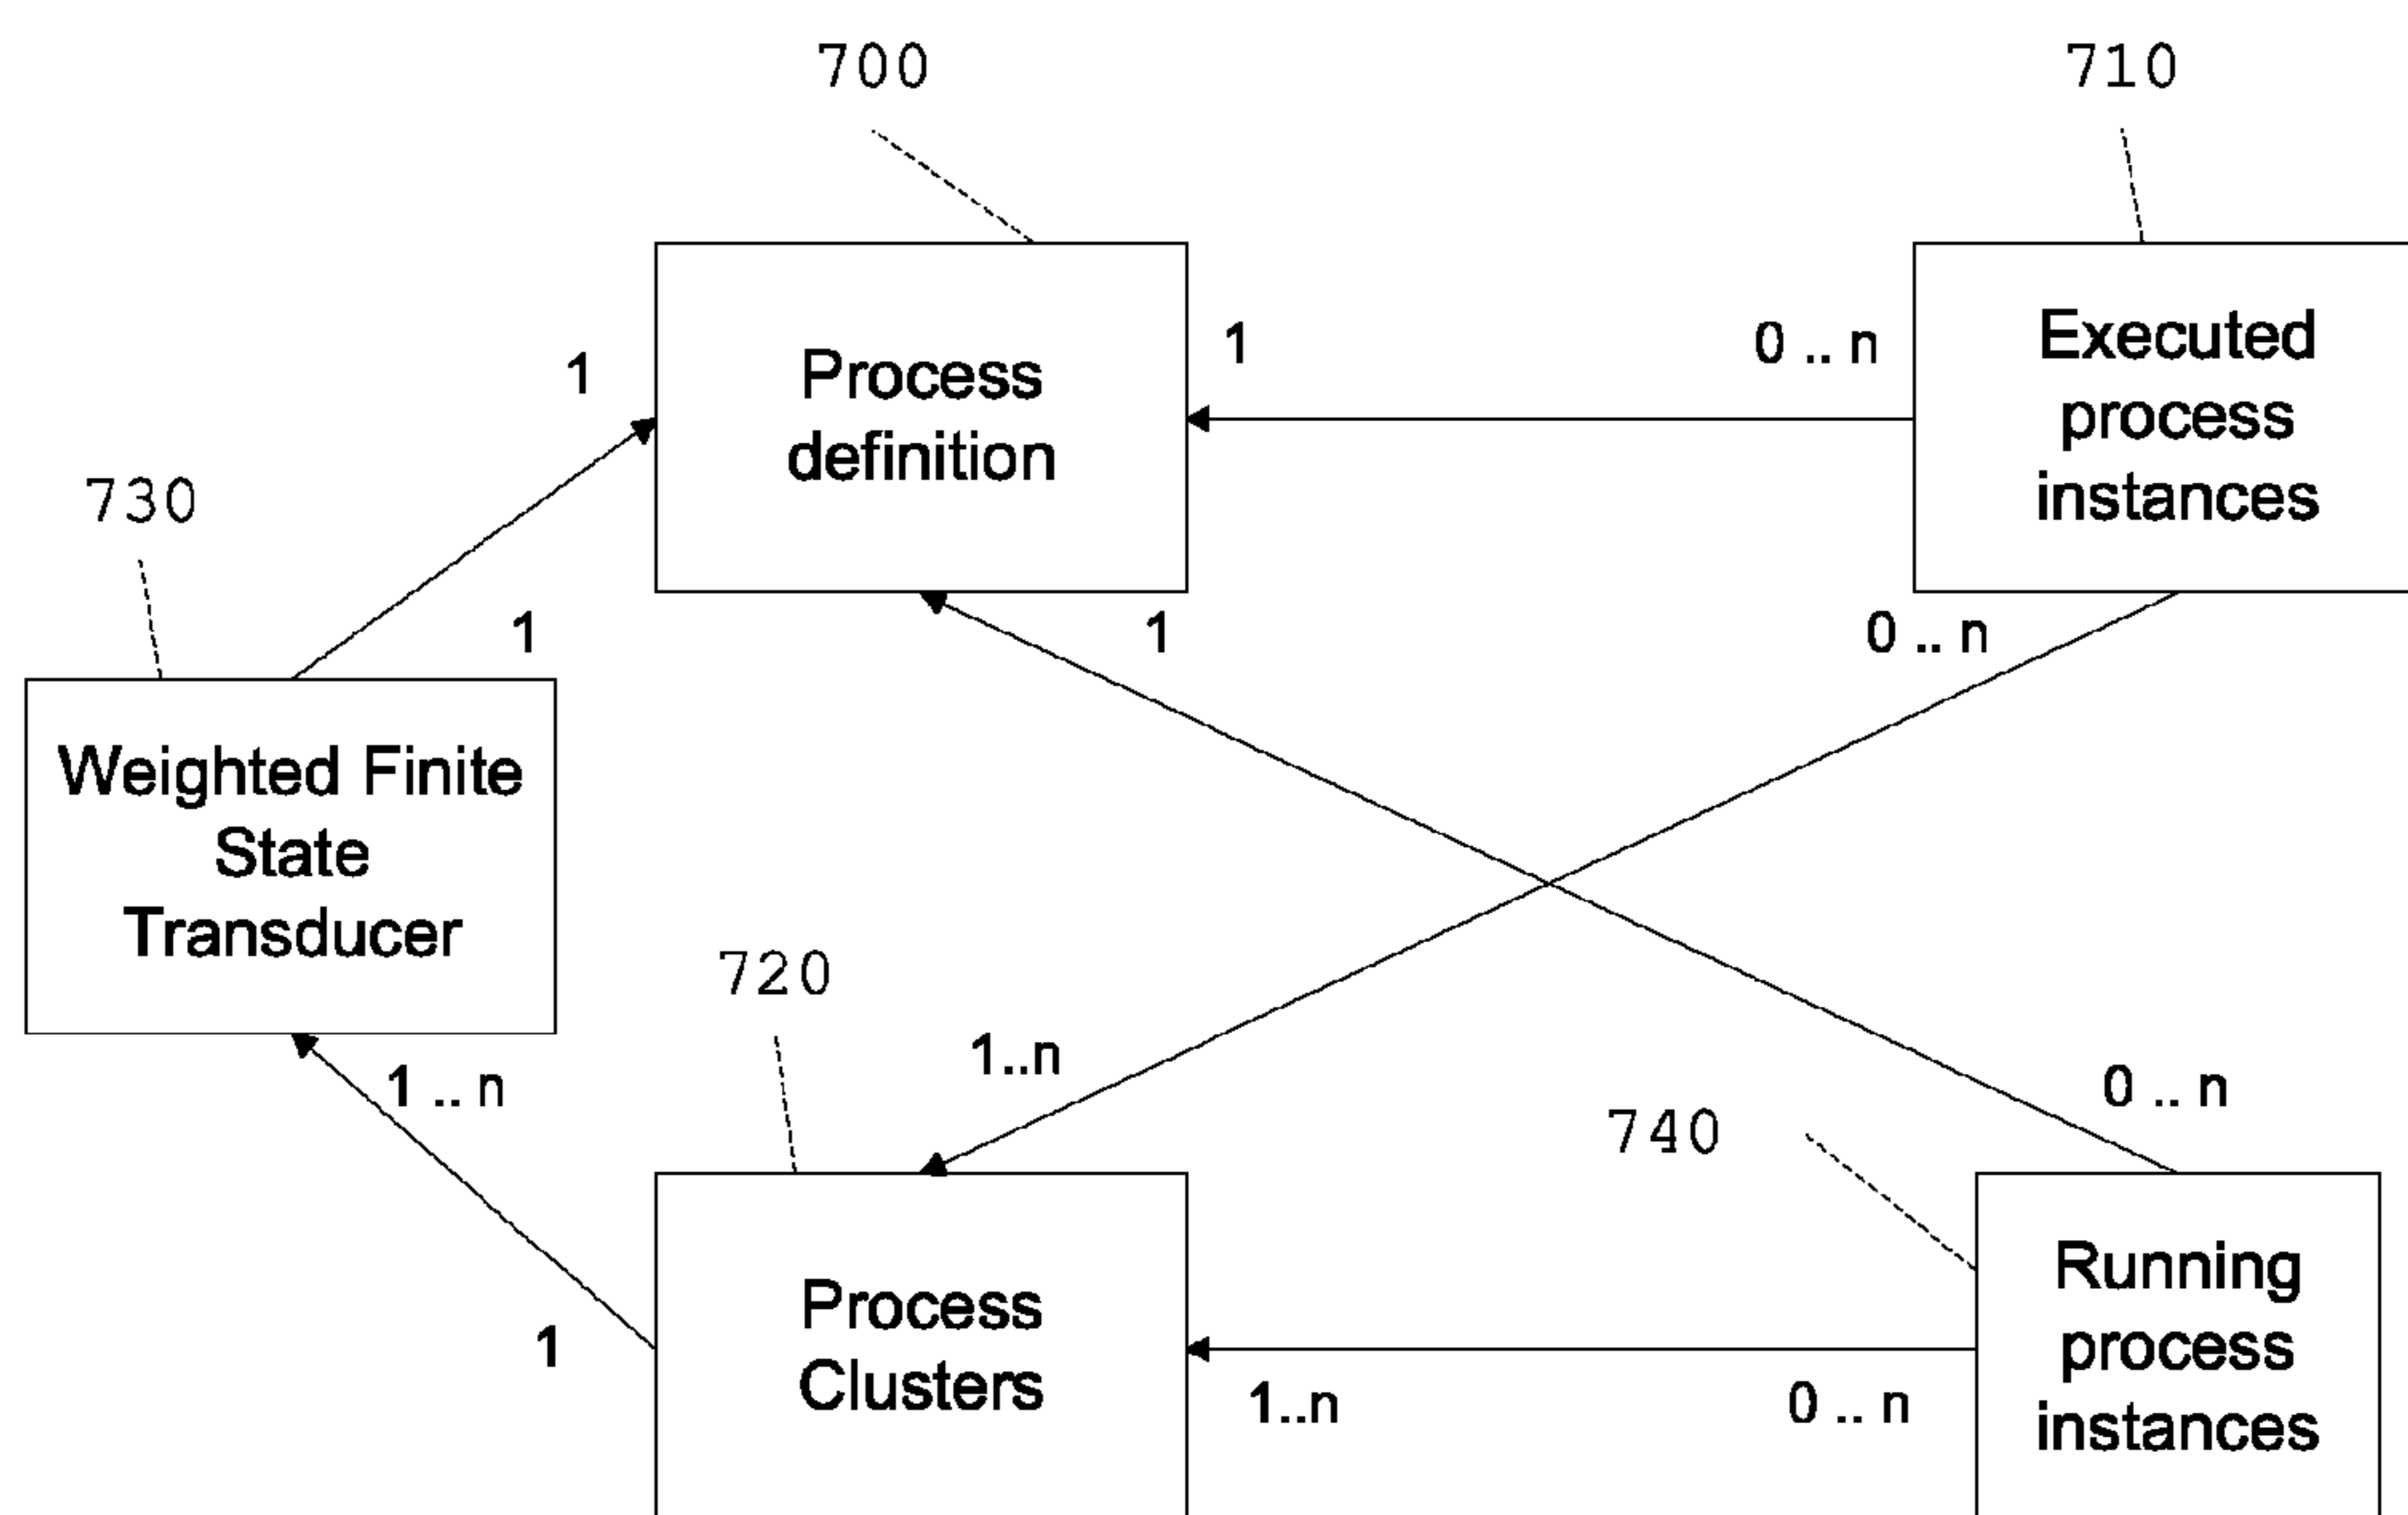 700
710
1
0 .. n
Process
definition
1
Executed
process
instances
730
1
1
0 .. n
Weighted Finite
State
Transducer
720
1..n
1 .. n
0 .. n
740
1
Process
Clusters
1..n
0 .. n
Running
process
instances